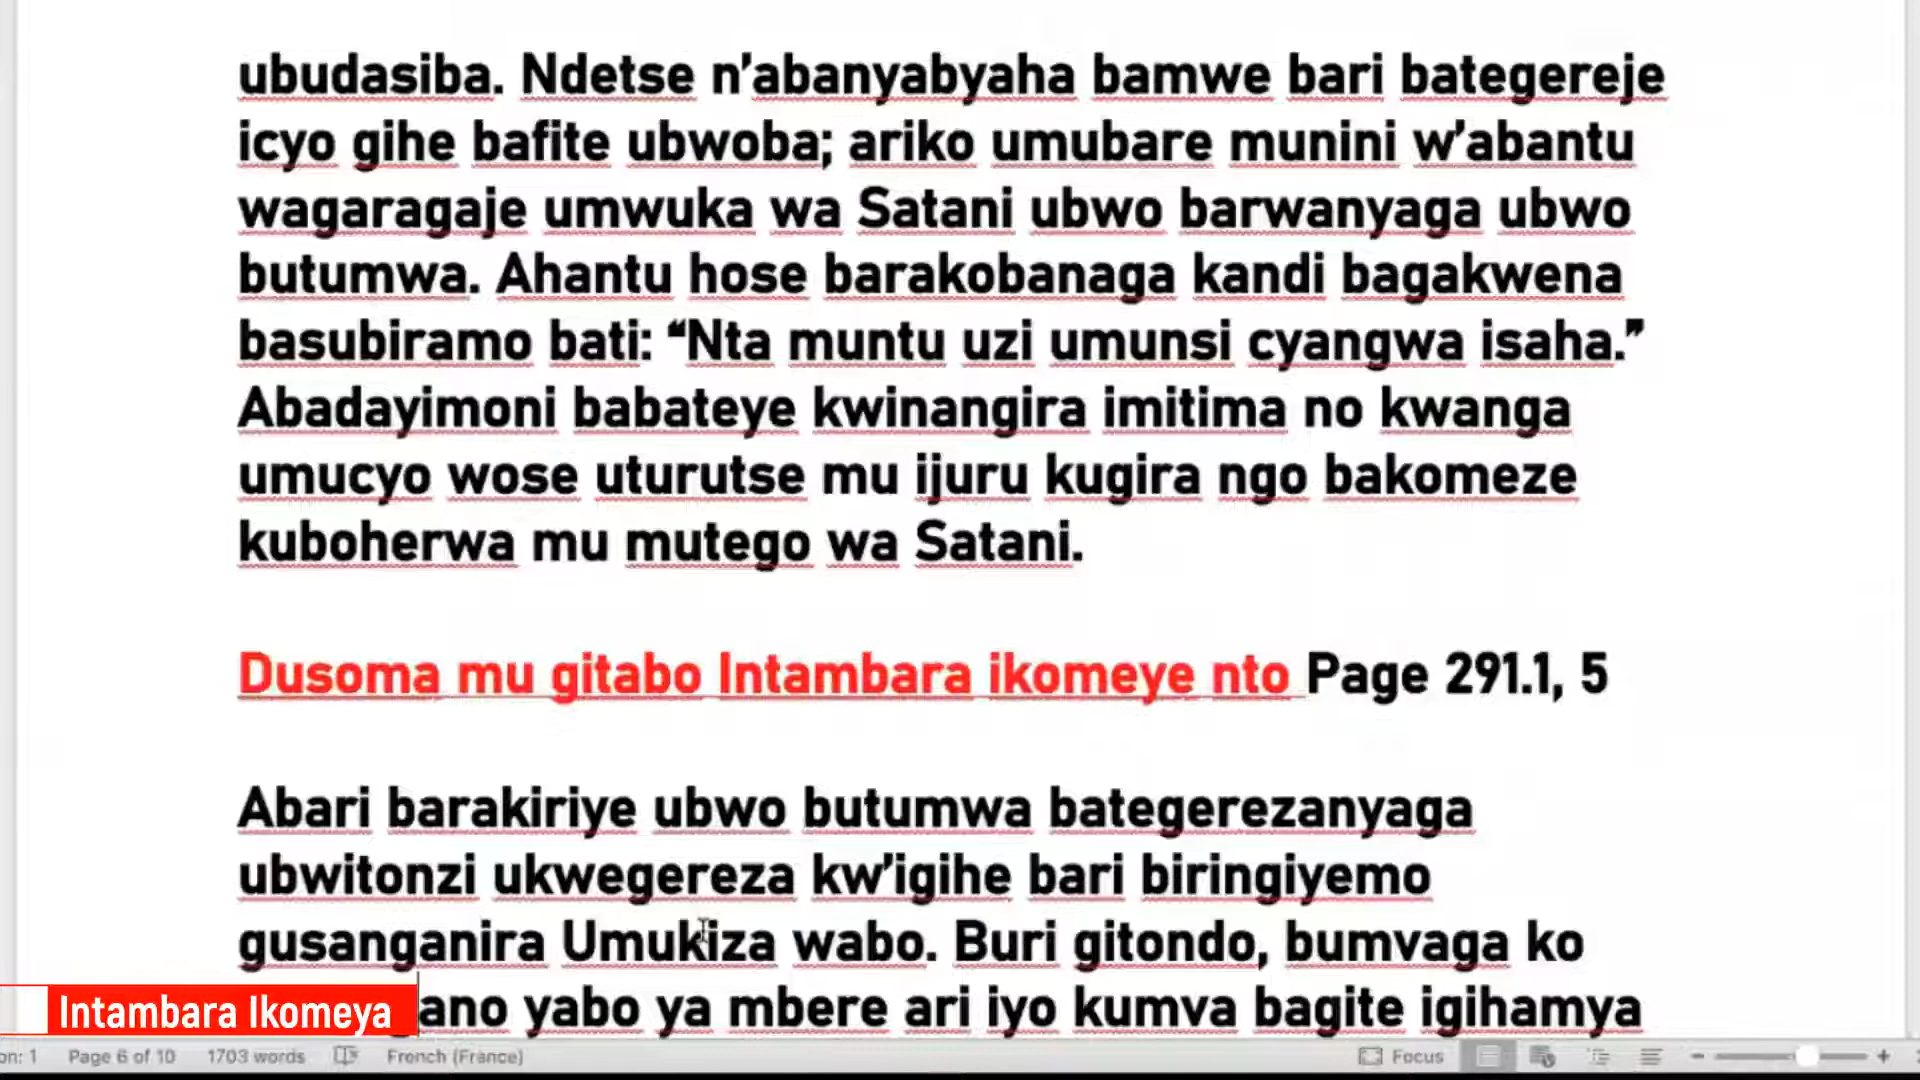 ubudasiba. Ndetse n’abanyabyaha bamwe bari bategereje
icyo gihe bafite ubwoba; ariko umubare munini w’abantu
wagaragaje umwuka wa Satani ubwo barwanyaga ubwo
butumwa. Ahantu hose barakobanaga kandi bagakwena
basubiramo bati: “Nta muntu uzi umunsi cyangwa isaha.”
Abadayimoni babateye kwinangira imitima no kwanga
umucyo wose uturutse mu ijuru kugira ngo bakomeze
kuboherwa mu mutego wa Satani.
Dusoma mu gitabo Intambara ikomeye nto Page 291.1, 5
Abari barakiriye ubwo butumwa bategerezanyaga
ubwitonzi ukwegereza kw’igihe bari biringiyemo
gusanganira Umukiza wabo. Buri gitondo, bumvaga ko
ano yabo ya mbere ari iyo kumva bagite igihamya
Intambara Ikomeya
on: 1 Page 6 of 10 1703 words French (France) Focus